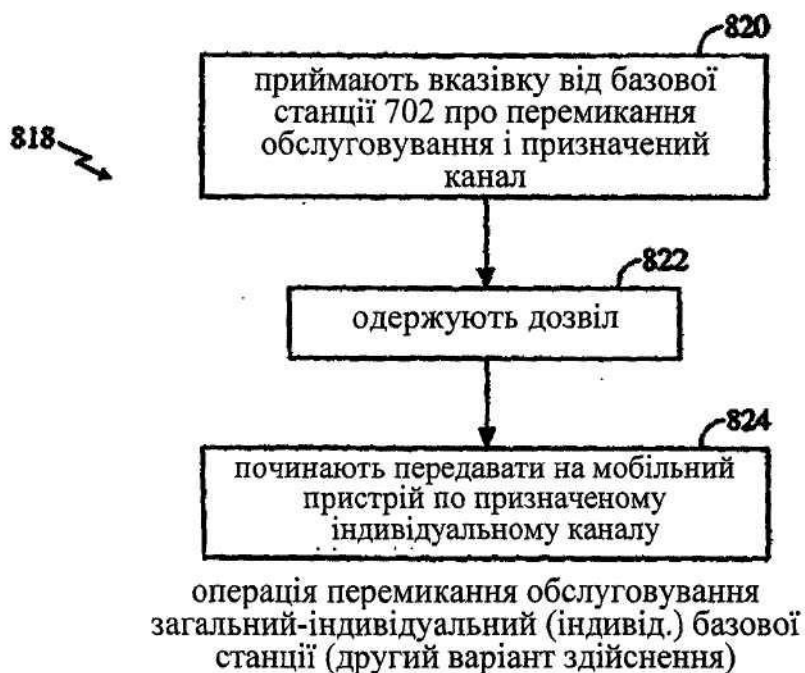 820
приймають вказівку від базової
станції 702 про перемикання
обслуговування і призначений
канал
818
822
одержують дозвіл
824
починають передавати на мобільний
пристрій по призначеному
індивідуальному каналу
операція перемикання обслуговування
загальний-індивідуальний (індивід.) базової
станції (другий варіант здійснення)